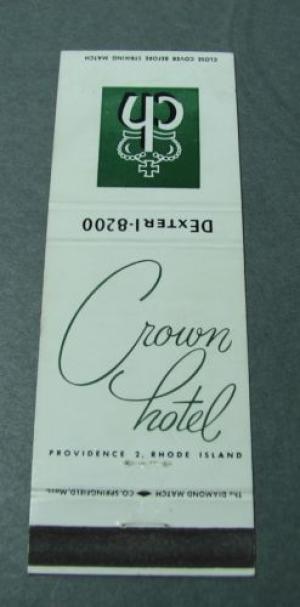 CLOSE COVER BEFORE STRIKING MATCH
ch
DEXTER 1-8200
Crown
hotel
PROVIDENCE 2, RHODE ISLAND
THE DIAMOND MATCH CO. SPRINGFIELD, MASS.